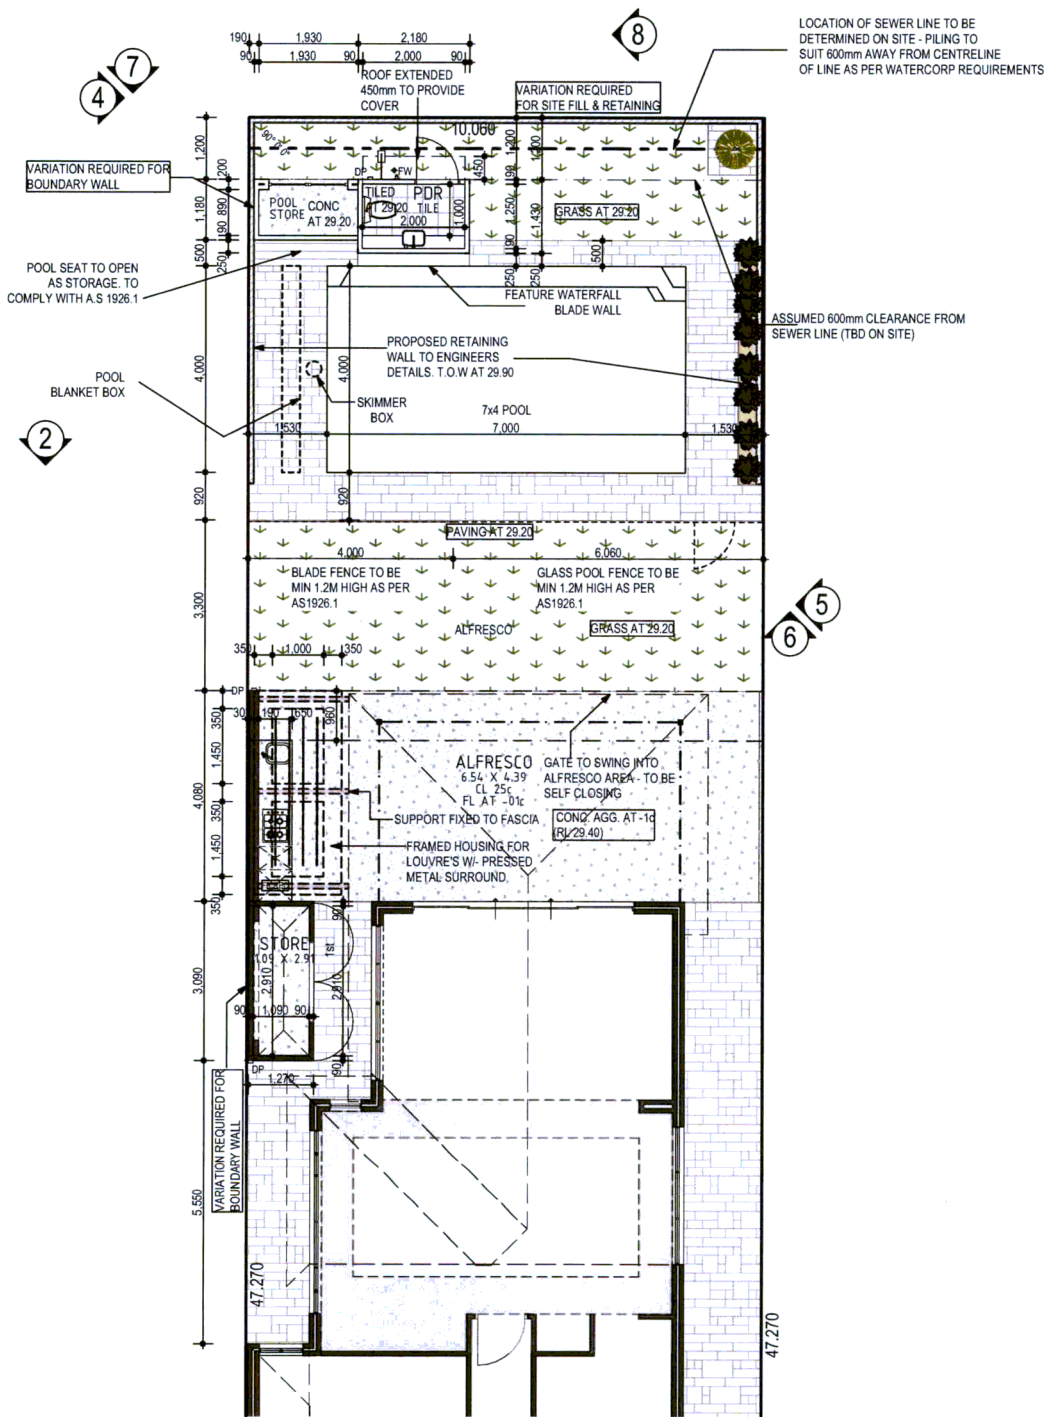 LOCATION OF SEWER LINE TO BE
DETERMINED ON SITE - PILING TO
SUIT 600mm AWAY FROM CENTRELINE
OF LINE AS PER WATERCORP REQUIREMENTS
8
7
4
190 1,930 2,180
90 1,930 2,000 90
ROOF EXTENDED
450mm TO PROVIDE
COVER
VARIATION REQUIRED
FOR SITE FILL & RETAINING
10,060
90° 0' 0"
1,200
200
1,200
1,200
450
190
VARIATION REQUIRED FOR
BOUNDARY WALL
DP
FW
TILED
AT 29.20
PDR
TILE
2,000
1,000
POOL
STORE
CONC
AT 29.20
1,180
890
190
1,250
1,430
190
GRASS AT 29.20
500
250
250
250
500
POOL SEAT TO OPEN
AS STORAGE. TO
COMPLY WITH A.S 1926.1
FEATURE WATERFALL
BLADE WALL
ASSUMED 600mm CLEARANCE FROM
SEWER LINE (TBD ON SITE)
PROPOSED RETAINING
WALL TO ENGINEERS
DETAILS. T.O.W AT 29.90
4,000
4,000
POOL
BLANKET BOX
SKIMMER
BOX
7x4 POOL
2
1,530 7,000 1,530
920
920
PAVING AT 29.20
4,000 6,060
BLADE FENCE TO BE
MIN 1.2M HIGH AS PER
AS1926.1
GLASS POOL FENCE TO BE
MIN 1.2M HIGH AS PER
AS1926.1
3,300
ALFRESCO
GRASS AT 29.20
5
6
350 1,000 350
DP
30 190 650
960
350
1,450
4,080
350
1,450
350
ALFRESCO
6.54 X 4.39
CL 25c
FL AT -01c
GATE TO SWING INTO
ALFRESCO AREA - TO BE
SELF CLOSING
SUPPORT FIXED TO FASCIA
CONC. AGG. AT -1c
(RL 29.40)
FRAMED HOUSING FOR
LOUVRE'S W/- PRESSED
METAL SURROUND
90
STORE
1.09 X 2.91
1st
3,090
2,910
2,910
90 1,090 90
90
DP
1,270
VARIATION REQUIRED FOR
BOUNDARY WALL
5,550
47.270
47.270